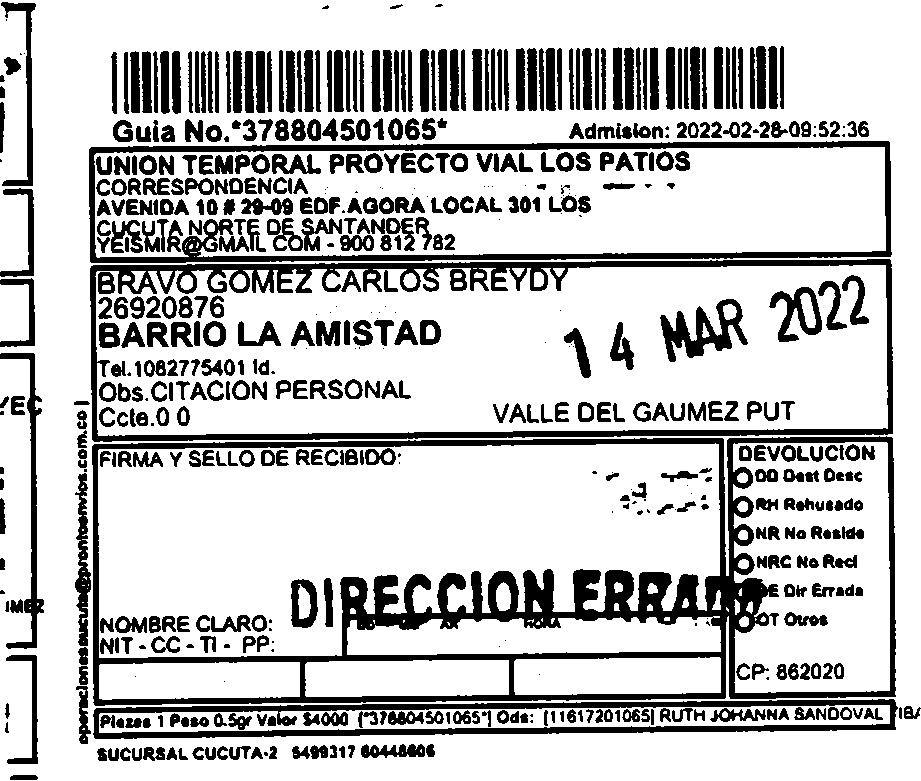 Guia No.*378804501065*
Admision: 2022-02-28-09:52:36
UNION TEMPORAL PROYECTO VIAL LOS PATIOS
CORRESPONDENCIA
AVENIDA 10 # 29-09 EDF.AGORA LOCAL 301 LOS
CUCUTA NORTE DE SANTANDER
YEISMIR@GMAIL COM - 900 812 782
BRAVO GOMEZ CARLOS BREYDY
26920876
BARRIO LA AMISTAD
14 MAR 2022
Tel.1082775401 Id.
Obs.CITACION PERSONAL
Ccte.0 0
VALLE DEL GAUMEZ PUT
operacionescucuta@prontoenvios.com.co |
FIRMA Y SELLO DE RECIBIDO:
DEVOLUCION
DD Dest Desc
RH Rehusado
NR No Reside
NRC No Recl
DE Dir Errada
OT Otros
DIRECCION ERRADA
HORA
NOMBRE CLARO:
NIT - CC - TI - PP:
CP: 862020
Piezas 1 Peso 0.5gr Valor $4000 [*378804501065*] Ods: [11617201065] RUTH JOHANNA SANDOVAL
SUCURSAL CUCUTA-2 5499317 60448606